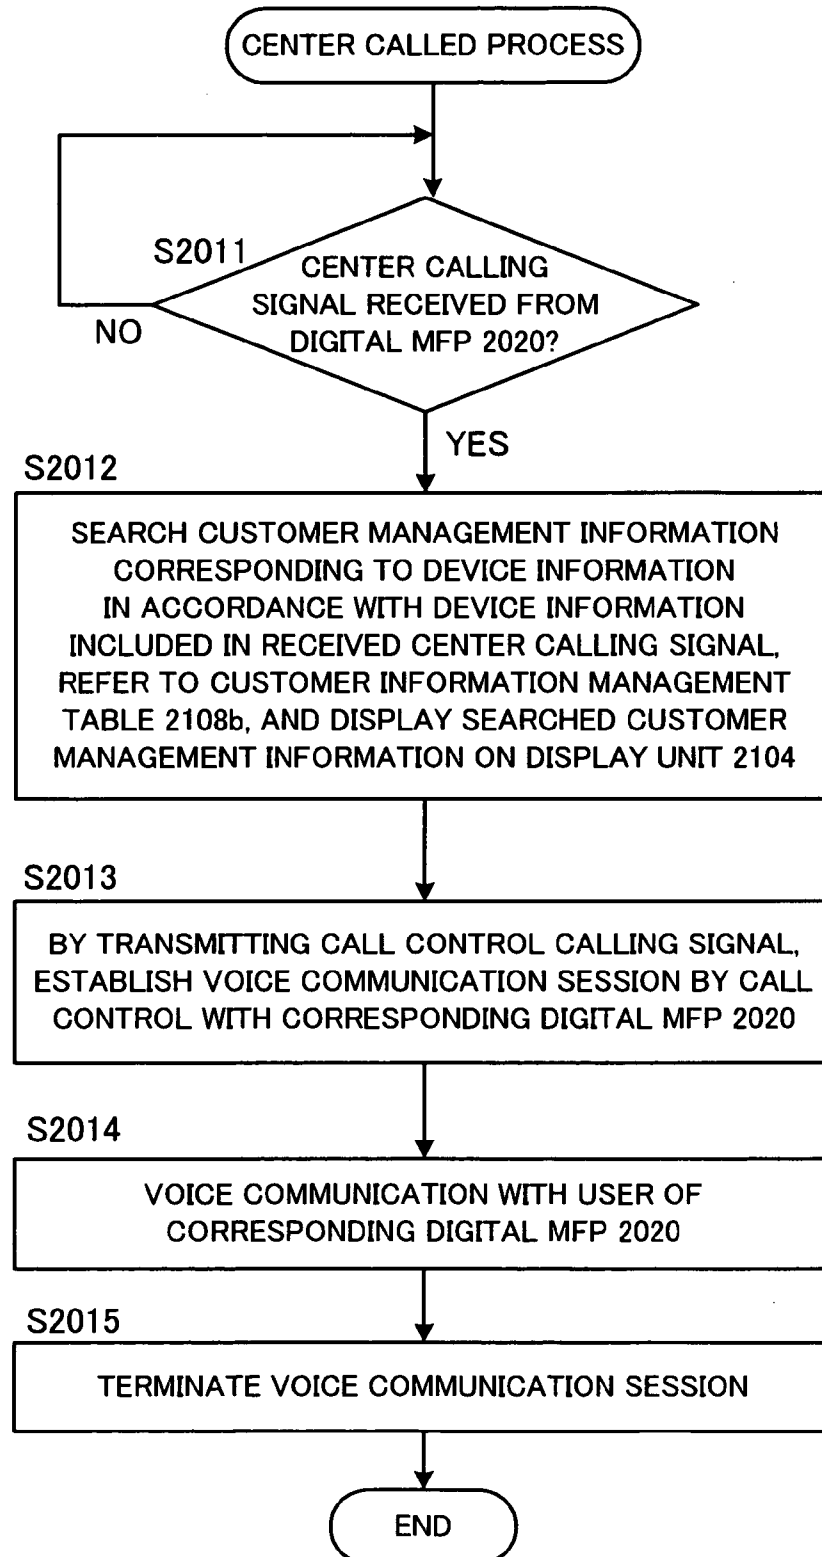 CENTER CALLED PROCESS
S2011
CENTER CALLING
SIGNAL RECEIVED FROM
DIGITAL MFP 2020?
NO
YES
S2012
SEARCH CUSTOMER MANAGEMENT INFORMATION
CORRESPONDING TO DEVICE INFORMATION
IN ACCORDANCE WITH DEVICE INFORMATION
INCLUDED IN RECEIVED CENTER CALLING SIGNAL,
REFER TO CUSTOMER INFORMATION MANAGEMENT
TABLE 2108b, AND DISPLAY SEARCHED CUSTOMER
MANAGEMENT INFORMATION ON DISPLAY UNIT 2104
S2013
BY TRANSMITTING CALL CONTROL CALLING SIGNAL,
ESTABLISH VOICE COMMUNICATION SESSION BY CALL
CONTROL WITH CORRESPONDING DIGITAL MFP 2020
S2014
VOICE COMMUNICATION WITH USER OF
CORRESPONDING DIGITAL MFP 2020
S2015
TERMINATE VOICE COMMUNICATION SESSION
END